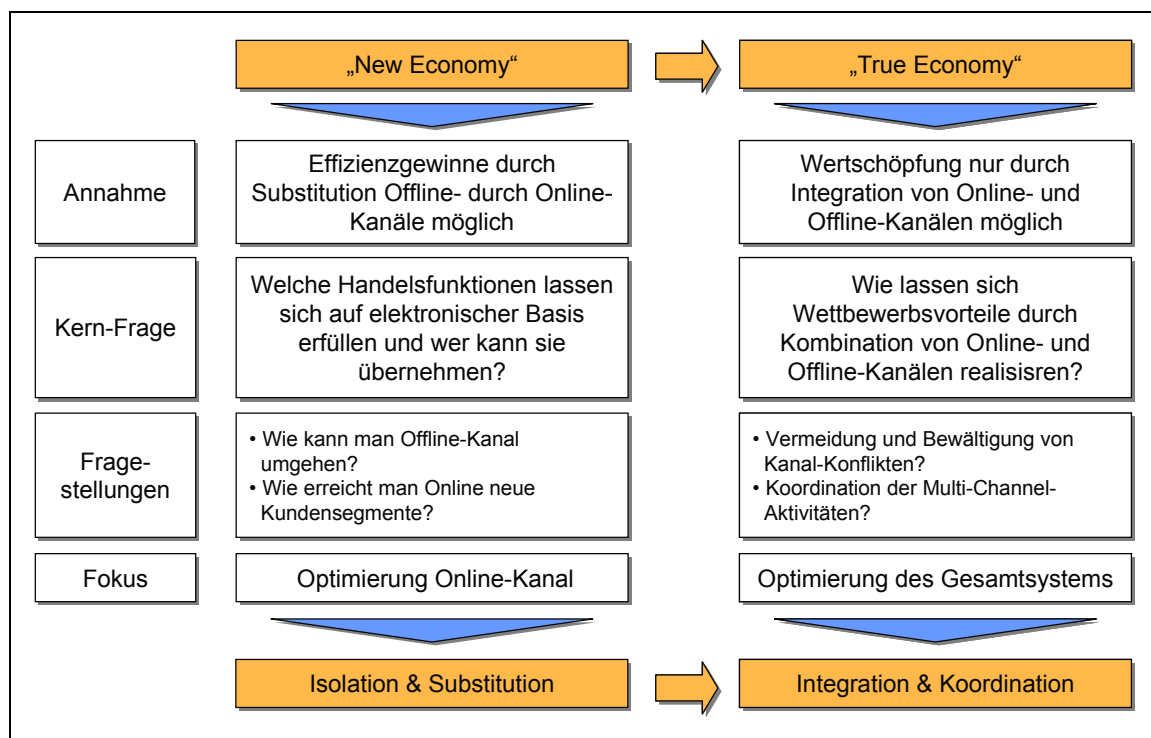 „New Economy“
„True Economy“
Annahme
Effizienzgewinne durch
Substitution Offline- durch Online-
Kanäle möglich
Wertschöpfung nur durch
Integration von Online- und
Offline-Kanälen möglich
Kern-Frage
Welche Handelsfunktionen lassen
sich auf elektronischer Basis
erfüllen und wer kann sie
übernehmen?
Wie lassen sich
Wettbewerbsvorteile durch
Kombination von Online- und
Offline-Kanälen realisisren?
Frage-
stellungen
• Wie kann man Offline-Kanal
umgehen?
• Wie erreicht man Online neue
Kundensegmente?
• Vermeidung und Bewältigung von
Kanal-Konflikten?
• Koordination der Multi-Channel-
Aktivitäten?
Fokus
Optimierung Online-Kanal
Optimierung des Gesamtsystems
Isolation & Substitution
Integration & Koordination